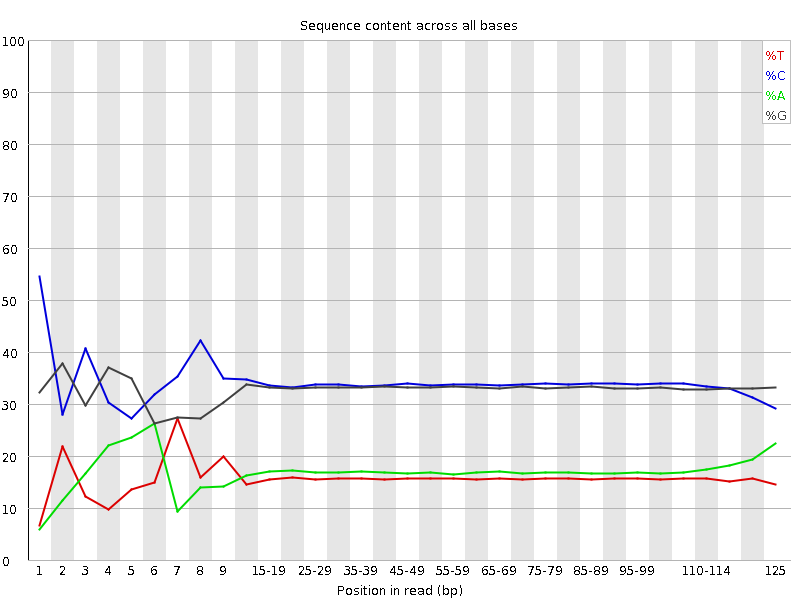 Sequence content across all bases
%T
%C
%A
%G
100
90
80
70
60
50
40
30
20
10
0
1 2 3 4 5 6 7 8 9 15-19 25-29 35-39 45-49 55-59 65-69 75-79 85-89 95-99 110-114 125
Position in read (bp)